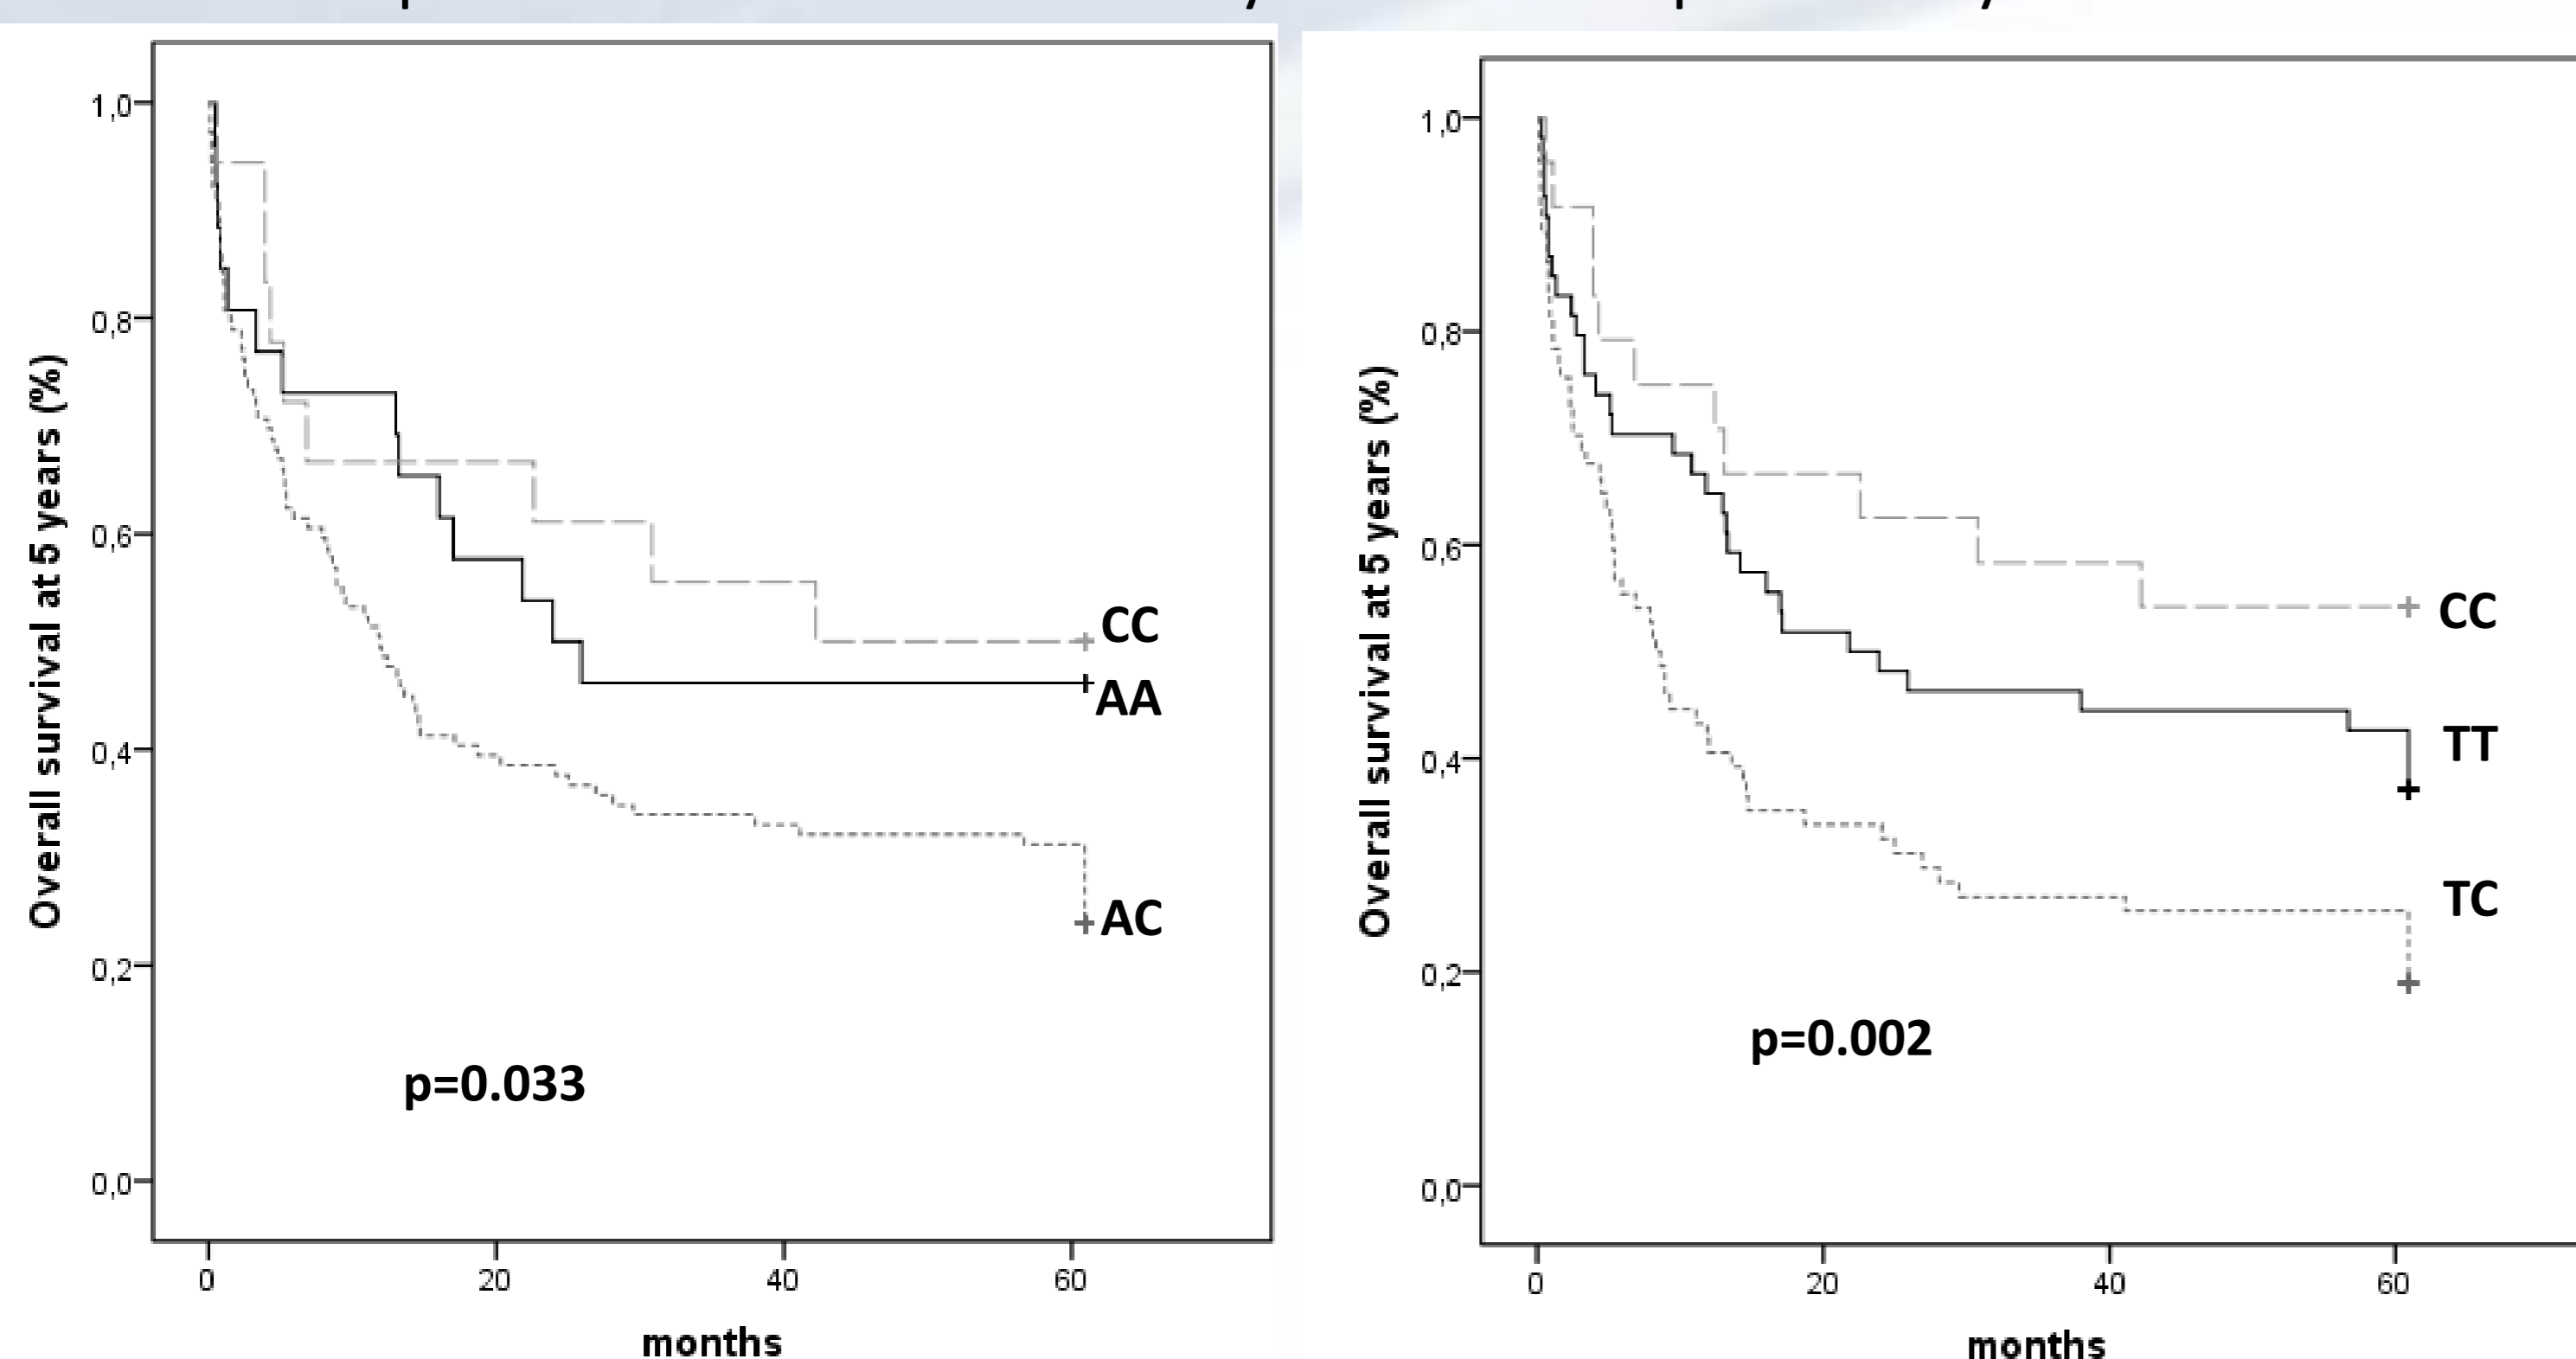 Overall survival at 5 years (%)
1,0
0,8
0,6
0,4
0,2
0,0
CC
AA
AC
p=0.033
0
20
40
60
months
Overall survival at 5 years (%)
1,0
0,8
0,6
0,4
0,2
0,0
CC
TT
TC
p=0.002
0
20
40
60
months